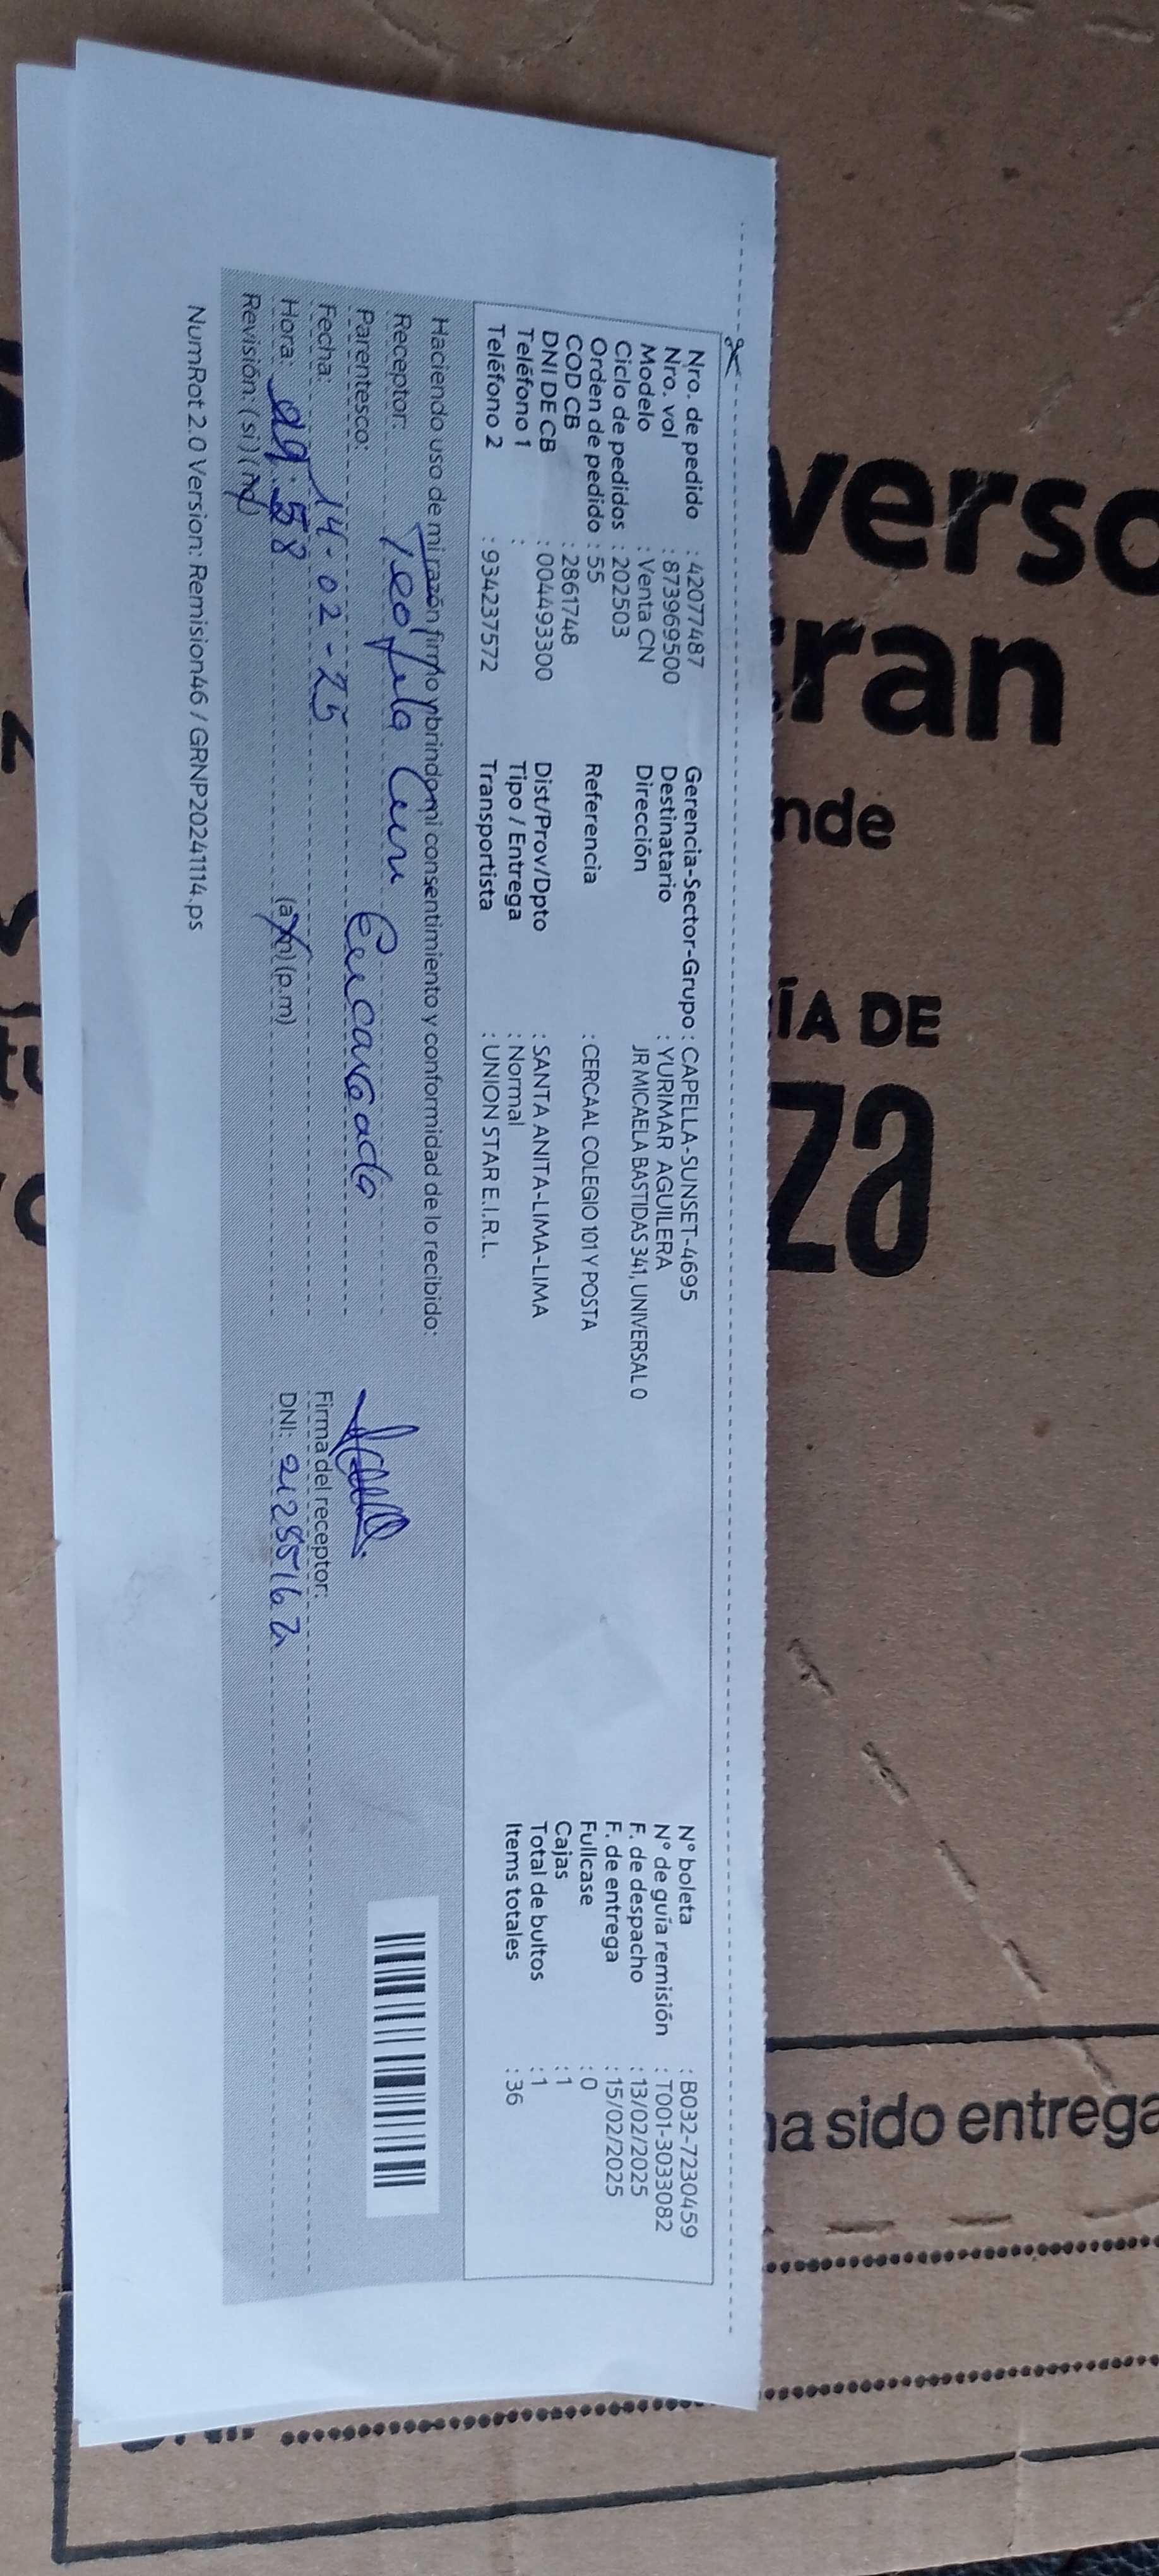 Nro. de pedido : 42077487
Nro. vol : 873969500
Modelo : Venta CN
Ciclo de pedidos : 202503
Orden de pedido : 55
COD CB : 2861748
DNI DE CB : 004493300
Teléfono 1 :
Teléfono 2 : 934237572
Gerencia-Sector-Grupo : CAPELLA-SUNSET-4695
Destinatario : YURIMAR AGUILERA
Dirección JR MICAELA BASTIDAS 341, UNIVERSAL 0
Referencia : CERCAAL COLEGIO 101 Y POSTA
Dist/Prov/Dpto : SANTA ANITA-LIMA-LIMA
Tipo / Entrega : Normal
Transportista : UNION STAR E.I.R.L.
N° boleta : B032-7230459
N° de guía remisión : T001-3033082
F. de despacho : 13/02/2025
F. de entrega : 15/02/2025
Fullcase : 0
Cajas : 1
Total de bultos : 1
Items totales : 36
Haciendo uso de mi razón firmo y brindo mi consentimiento y conformidad de lo recibido:
Receptor: Teofila
Parentesco: Encargada
Fecha: 14-02-25
Hora: 09:58 (a.m) (p.m)
Revisión: (si) (no)
Firma del receptor:
DNI: 21255162
NumRot 2.0 Version: Remision46 / GRNP20241114.ps
verso
ran
nde
ÍA DE
za
ha sido entrega